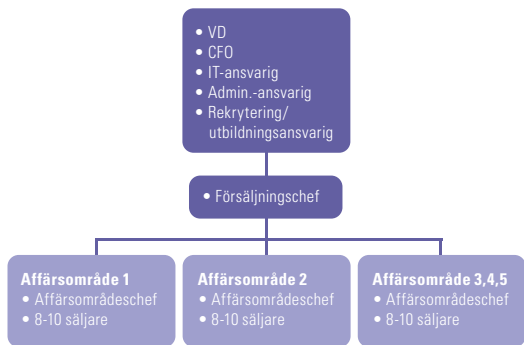 • VD
• CFO
• IT-ansvarig
• Admin.-ansvarig
• Rekrytering/
utbildningsansvarig
• Försäljningschef
Affärsområde 1
• Affärsområdeschef
• 8-10 säljare
Affärsområde 2
• Affärsområdeschef
• 8-10 säljare
Affärsområde 3,4,5
• Affärsområdeschef
• 8-10 säljare